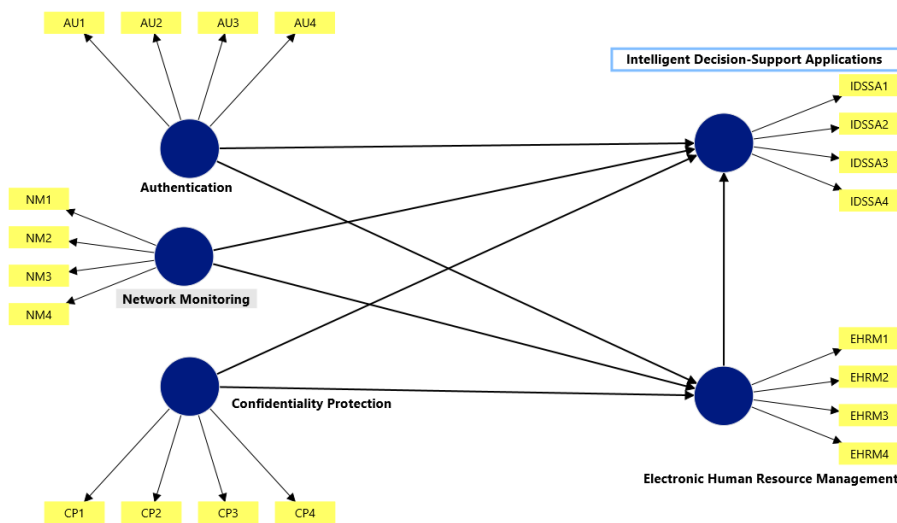 AU1
AU2
AU3
AU4
Intelligent Decision-Support Applications
IDSSA1
IDSSA2
IDSSA3
IDSSA4
Authentication
NM1
NM2
NM3
NM4
Network Monitoring
EHRM1
EHRM2
EHRM3
EHRM4
Confidentiality Protection
Electronic Human Resource Management
CP1
CP2
CP3
CP4